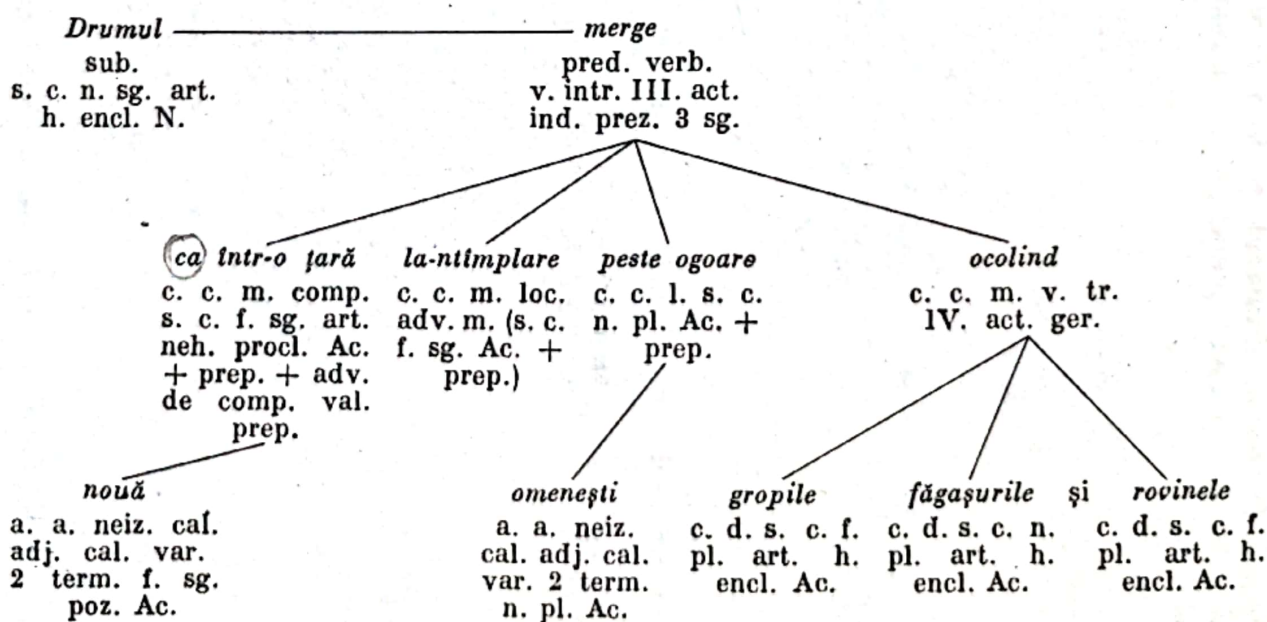 Drumul merge
sub. pred. verb.
s. c. n. sg. art. v. intr. III. act.
h. encl. N. ind. prez. 3 sg.
ca într-o țară la-ntîmplare peste ogoare ocolind
c. c. m. comp. c. c. m. loc. c. c. l. s. c. c. c. m. v. tr.
s. c. f. sg. art. adv. m. (s. c. n. pl. Ac. + IV. act. ger.
neh. procl. Ac. f. sg. Ac. + prep.
+ prep. + adv. prep.)
de comp. val.
prep.
nouă omenești gropile făgașurile și rovinele
a. a. neiz. cal. a. a. neiz. c. d. s. c. f. c. d. s. c. n. c. d. s. c. f.
adj. cal. var. cal. adj. cal. pl. art. h. pl. art. h. pl. art. h.
2 term. f. sg. var. 2 term. encl. Ac. encl. Ac. encl. Ac.
poz. Ac. n. pl. Ac.